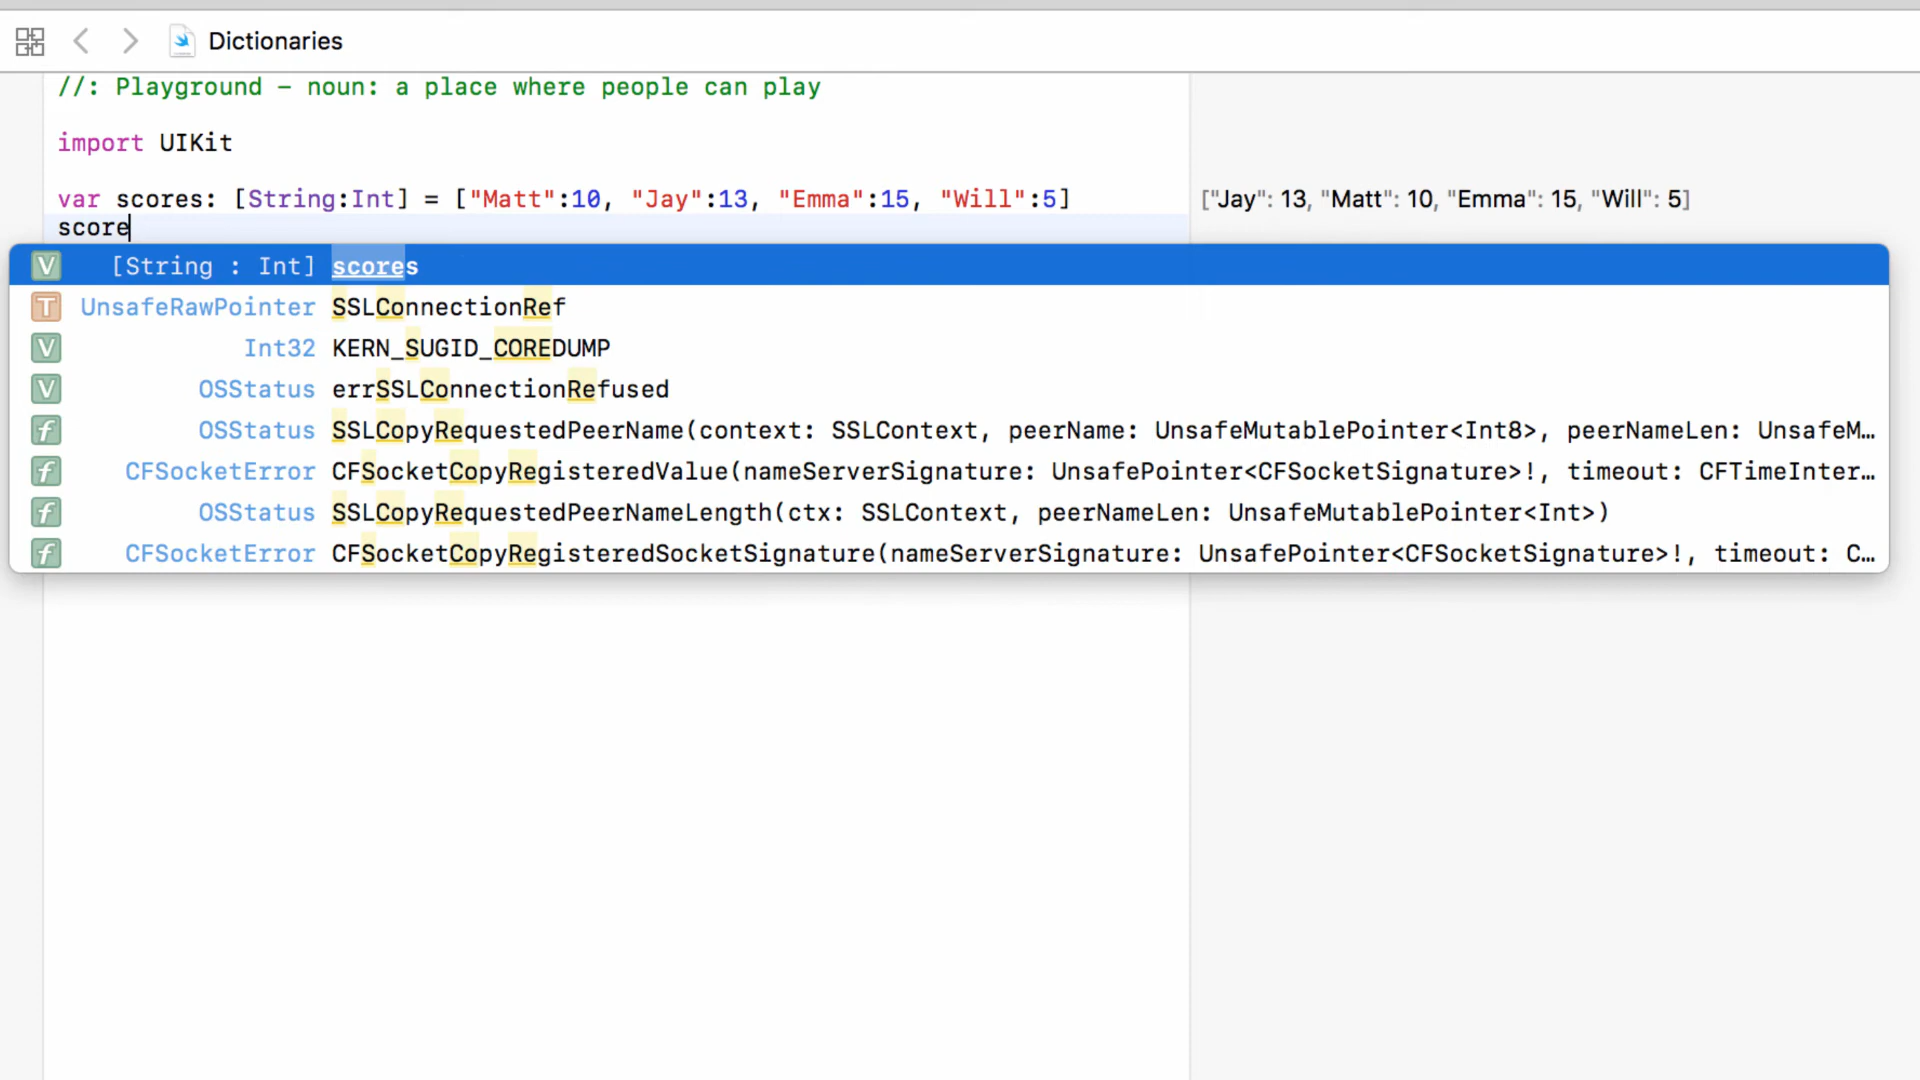 Dictionaries
//: Playground – noun: a place where people can play
import UIKit
var scores: [String:Int] = ["Matt":10, "Jay":13, "Emma":15, "Will":5]
["Jay": 13, "Matt": 10, "Emma": 15, "Will": 5]
score
V [String : Int] scores
T UnsafeRawPointer SSLConnectionRef
V Int32 KERN_SUGID_COREDUMP
V OSStatus errSSLConnectionRefused
f OSStatus SSLCopyRequestedPeerName(context: SSLContext, peerName: UnsafeMutablePointer<Int8>, peerNameLen: UnsafeM…
f CFSocketError CFSocketCopyRegisteredValue(nameServerSignature: UnsafePointer<CFSocketSignature>!, timeout: CFTimeInter…
f OSStatus SSLCopyRequestedPeerNameLength(ctx: SSLContext, peerNameLen: UnsafeMutablePointer<Int>)
f CFSocketError CFSocketCopyRegisteredSocketSignature(nameServerSignature: UnsafePointer<CFSocketSignature>!, timeout: C…